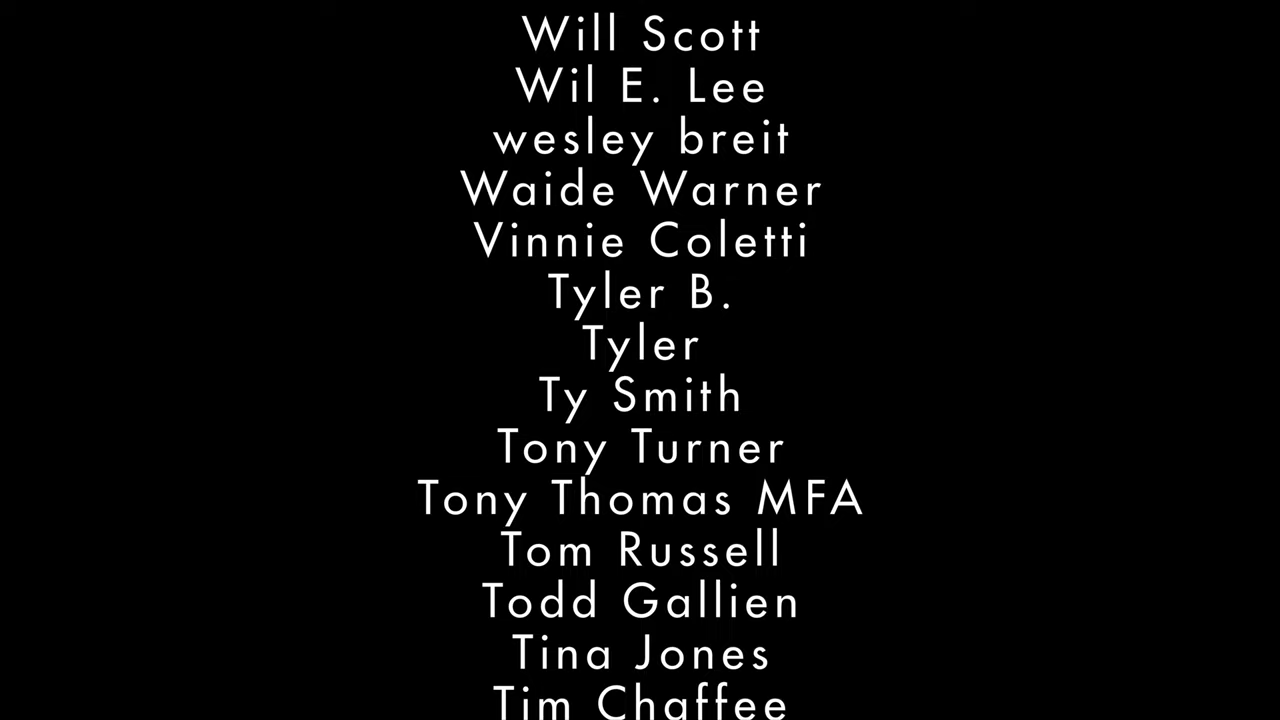 Will Scott
Wil E. Lee
wesley breit
Waide Warner
Vinnie Coletti
Tyler B.
Tyler
Ty Smith
Tony Turner
Tony Thomas MFA
Tom Russell
Todd Gallien
Tina Jones
Tim Chaffee